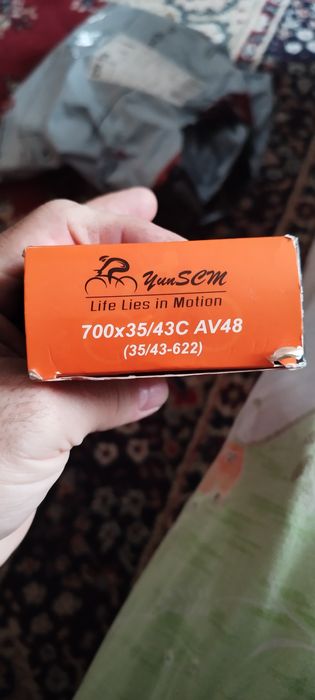 YunSCM
Life Lies in Motion
700x35/43C AV48
(35/43-622)